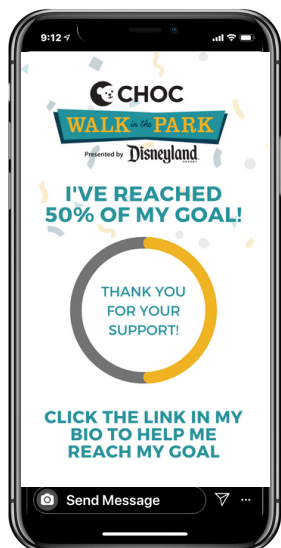 9:12
CHOC
WALK in the PARK
Presented by Disneyland
RESORT
I'VE REACHED
50% OF MY GOAL!
THANK YOU
FOR YOUR
SUPPORT!
CLICK THE LINK IN MY
BIO TO HELP ME
REACH MY GOAL
Send Message